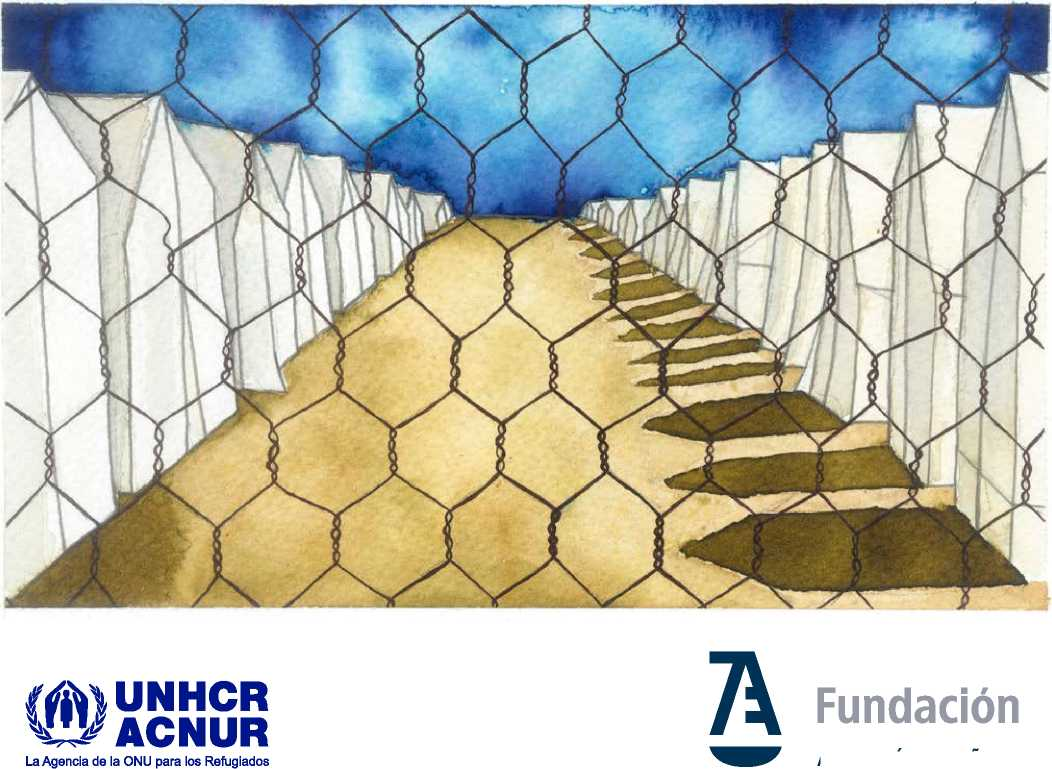 UNHCR
ACNUR
La Agencia de la ONU para los Refugiados
Fundación